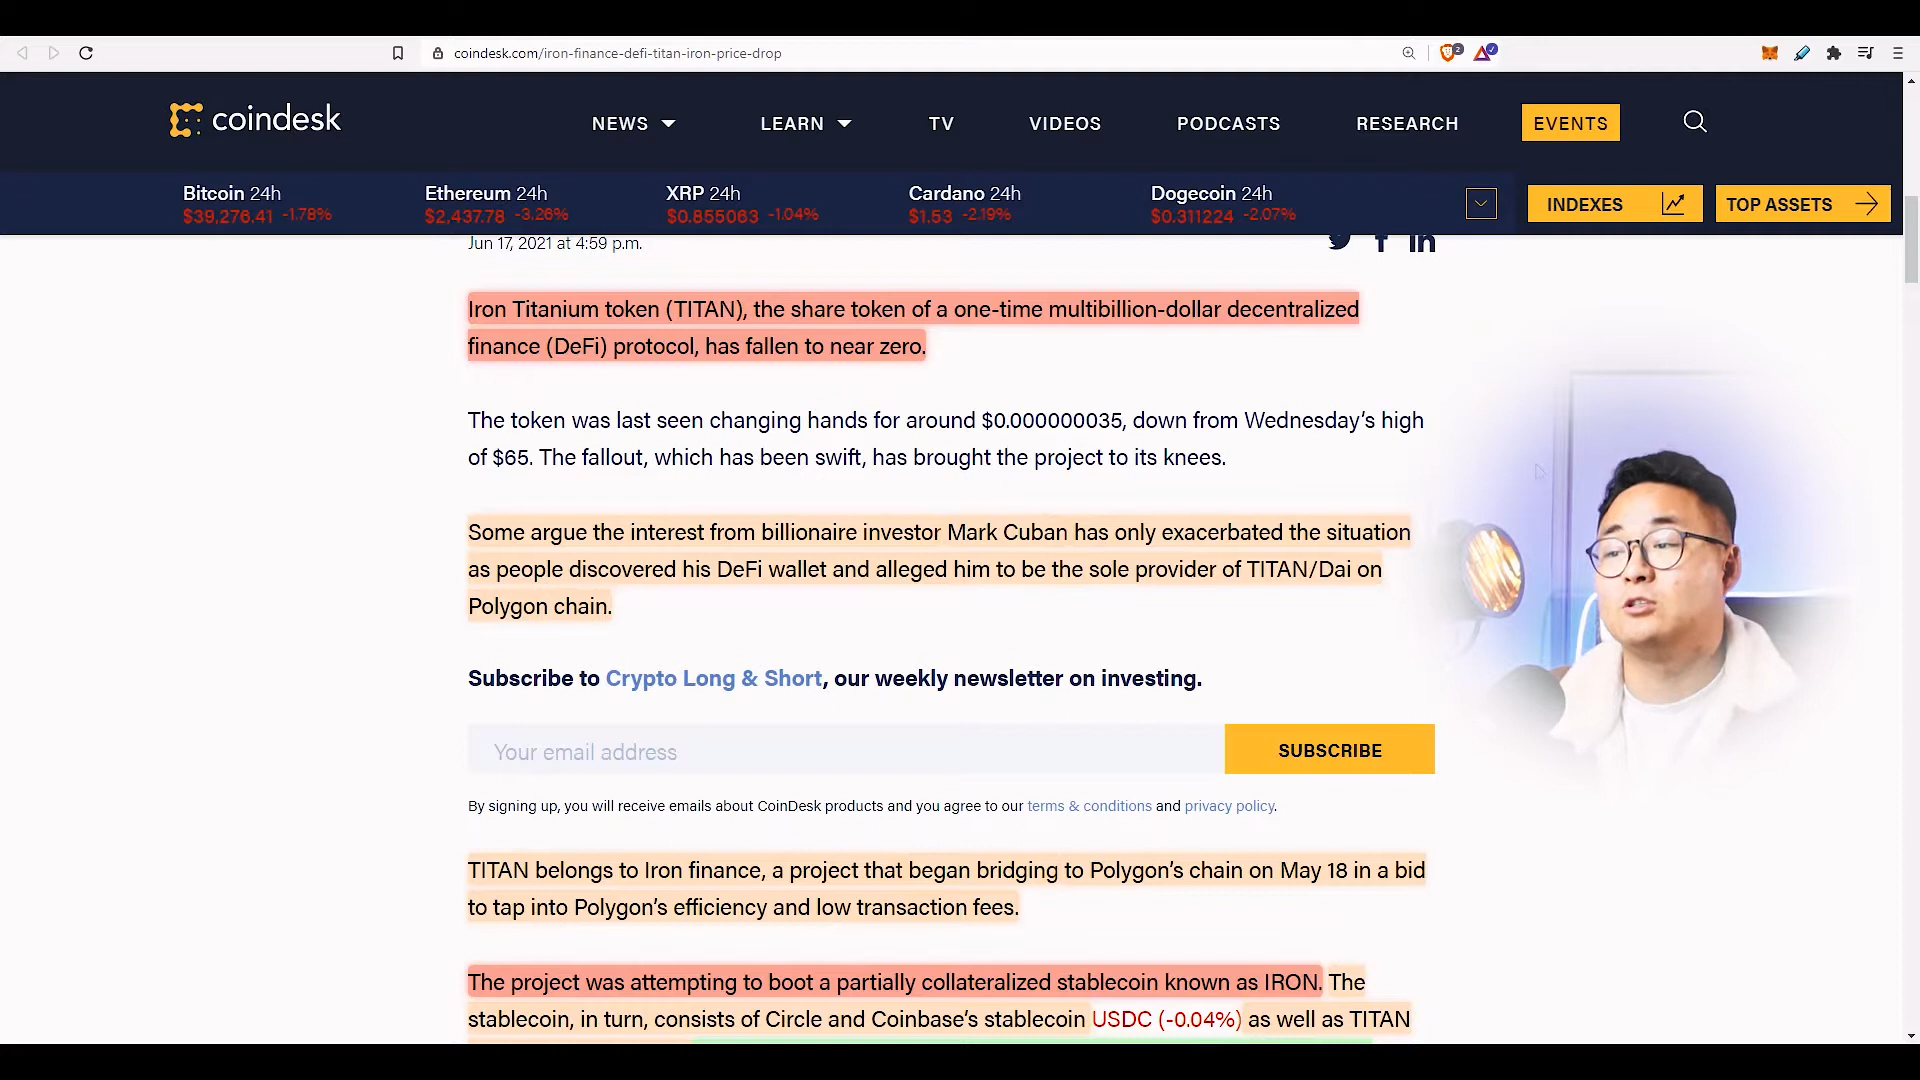 coindesk.com/iron-finance-defi-titan-iron-price-drop
2
coindesk
NEWS
LEARN
TV
VIDEOS
PODCASTS
RESEARCH
EVENTS
Bitcoin 24h
$39,276.41 -1.78%
Ethereum 24h
$2,437.78 -3.26%
XRP 24h
$0.855063 -1.04%
Cardano 24h
$1.53 -2.19%
Dogecoin 24h
$0.311224 -2.07%
INDEXES
TOP ASSETS
Jun 17, 2021 at 4:59 p.m.
Iron Titanium token (TITAN), the share token of a one-time multibillion-dollar decentralized
finance (DeFi) protocol, has fallen to near zero.
The token was last seen changing hands for around $0.000000035, down from Wednesday’s high
of $65. The fallout, which has been swift, has brought the project to its knees.
Some argue the interest from billionaire investor Mark Cuban has only exacerbated the situation
as people discovered his DeFi wallet and alleged him to be the sole provider of TITAN/Dai on
Polygon chain.
Subscribe to Crypto Long & Short, our weekly newsletter on investing.
Your email address
SUBSCRIBE
By signing up, you will receive emails about CoinDesk products and you agree to our terms & conditions and privacy policy.
TITAN belongs to Iron finance, a project that began bridging to Polygon’s chain on May 18 in a bid
to tap into Polygon’s efficiency and low transaction fees.
The project was attempting to boot a partially collateralized stablecoin known as IRON. The
stablecoin, in turn, consists of Circle and Coinbase’s stablecoin USDC (-0.04%) as well as TITAN